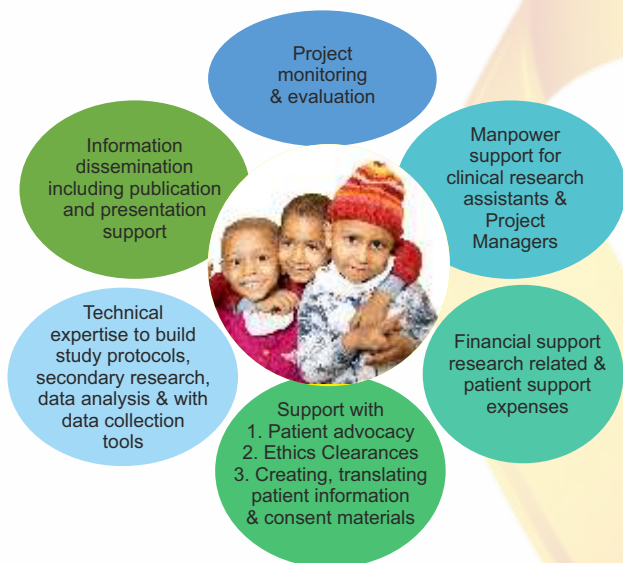 Project
monitoring
& evaluation
Manpower
support for
clinical research
assistants &
Project
Managers
Financial support
research related &
patient support
expenses
Support with
1. Patient advocacy
2. Ethics Clearances
3. Creating, translating
patient information
& consent materials
Technical
expertise to build
study protocols,
secondary research,
data analysis & with
data collection
tools
Information
dissemination
including publication
and presentation
support